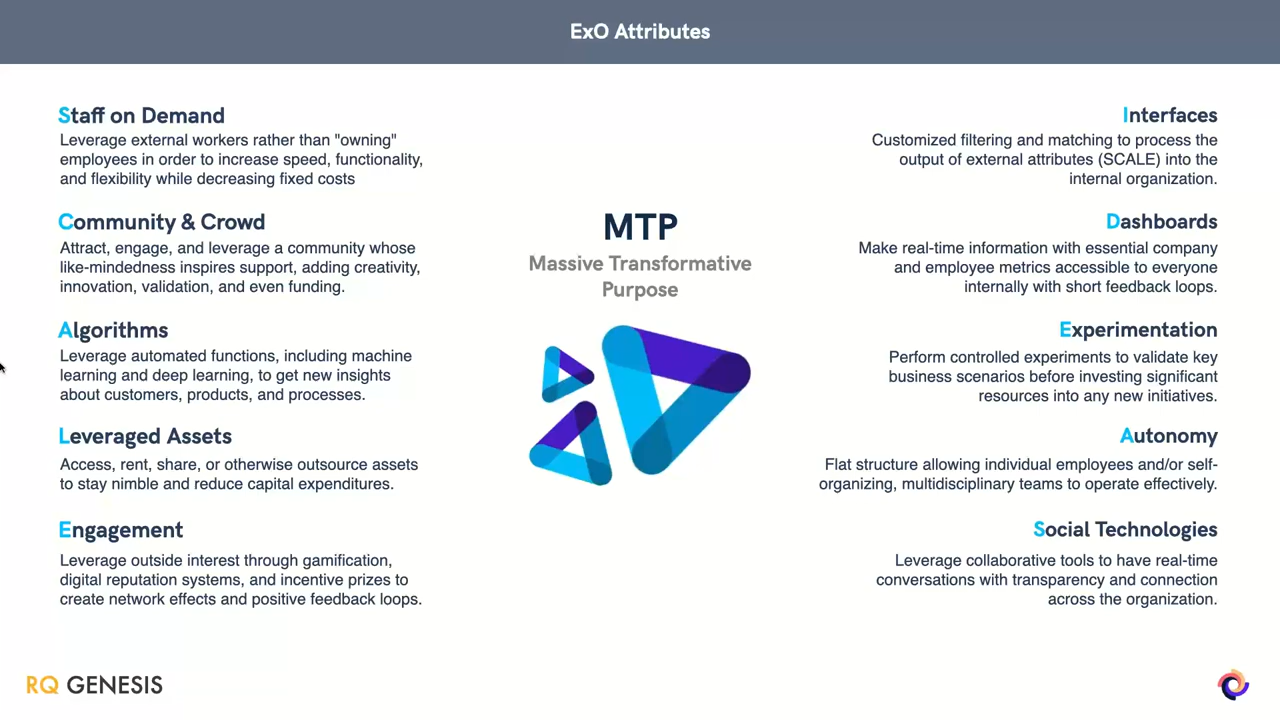 ExO Attributes
Staff on Demand
Leverage external workers rather than "owning"
employees in order to increase speed, functionality,
and flexibility while decreasing fixed costs
Community & Crowd
Attract, engage, and leverage a community whose
like-mindedness inspires support, adding creativity,
innovation, validation, and even funding.
Algorithms
Leverage automated functions, including machine
learning and deep learning, to get new insights
about customers, products, and processes.
Leveraged Assets
Access, rent, share, or otherwise outsource assets
to stay nimble and reduce capital expenditures.
Engagement
Leverage outside interest through gamification,
digital reputation systems, and incentive prizes to
create network effects and positive feedback loops.
MTP
Massive Transformative
Purpose
Interfaces
Customized filtering and matching to process the
output of external attributes (SCALE) into the
internal organization.
Dashboards
Make real-time information with essential company
and employee metrics accessible to everyone
internally with short feedback loops.
Experimentation
Perform controlled experiments to validate key
business scenarios before investing significant
resources into any new initiatives.
Autonomy
Flat structure allowing individual employees and/or self-
organizing, multidisciplinary teams to operate effectively.
Social Technologies
Leverage collaborative tools to have real-time
conversations with transparency and connection
across the organization.
RQ GENESIS